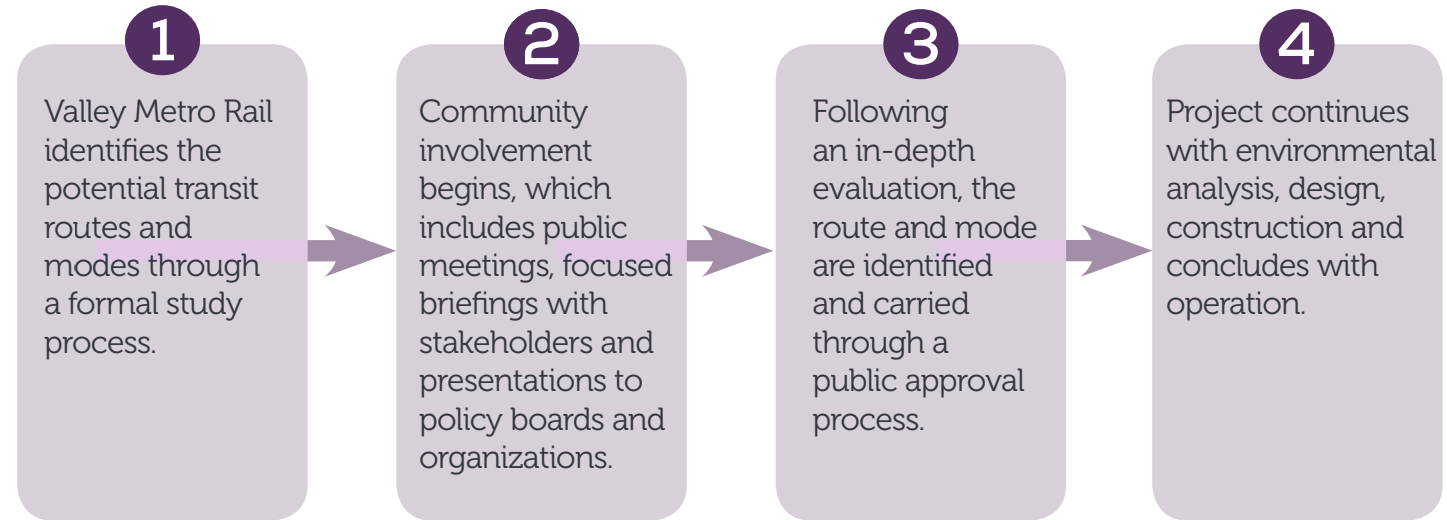 1
Valley Metro Rail
identifies the
potential transit
routes and
modes through
a formal study
process.
2
Community
involvement
begins, which
includes public
meetings, focused
briefings with
stakeholders and
presentations to
policy boards and
organizations.
3
Following
an in-depth
evaluation, the
route and mode
are identified
and carried
through a
public approval
process.
4
Project continues
with environmental
analysis, design,
construction and
concludes with
operation.